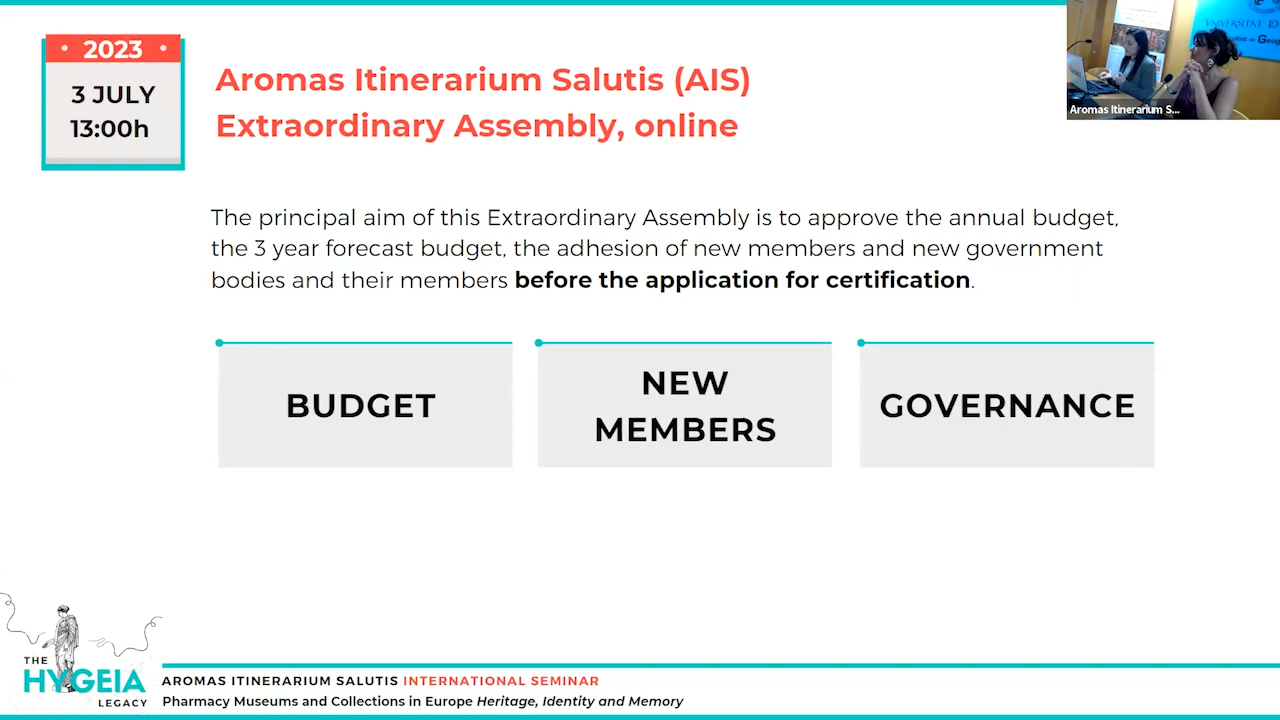 2023
3 JULY
13:00h
Aromas Itinerarium Salutis (AIS)
Extraordinary Assembly, online
Aromas Itinerarium S...
The principal aim of this Extraordinary Assembly is to approve the annual budget,
the 3 year forecast budget, the adhesion of new members and new government
bodies and their members before the application for certification.
BUDGET
NEW
MEMBERS
GOVERNANCE
THE
HYGEIA
LEGACY
AROMAS ITINERARIUM SALUTIS INTERNATIONAL SEMINAR
Pharmacy Museums and Collections in Europe Heritage, Identity and Memory